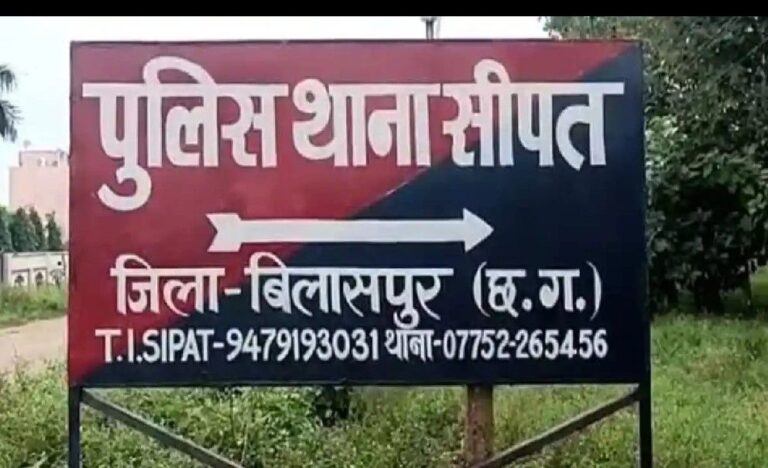 पुलिस थाना सीपत
जिला-बिलासपुर (छ.ग.)
T.I.SIPAT-9479193031 थाना-07752-265456